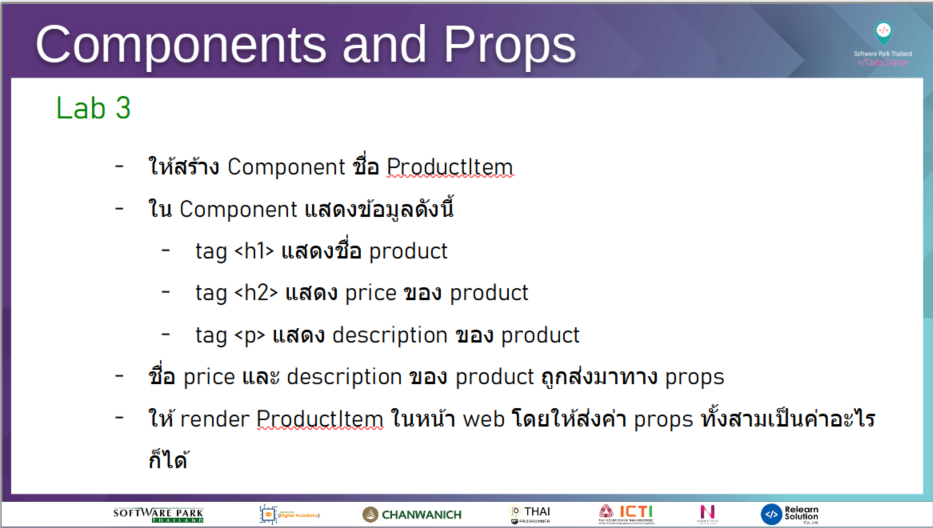 Components and Props
Software Park Thailand
Lab 3
- ให้สร้าง Component ชื่อ ProductItem
- ใน Component แสดงข้อมูลดังนี้
- tag <h1> แสดงชื่อ product
- tag <h2> แสดง price ของ product
- tag <p> แสดง description ของ product
- ชื่อ price และ description ของ product ถูกส่งมาทาง props
- ให้ render ProductItem ในหน้า web โดยให้ส่งค่า props ทั้งสามเป็นค่าอะไร
ก็ได้
SOFTWARE PARK
THAILAND
Digital Academy
CHANWANICH
THAI
PROGRAMMER
ICTI
Relearn
Solution
Co.,Ltd